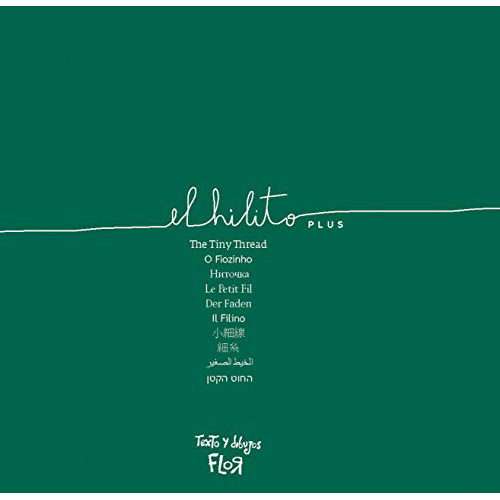 el hilito PLUS
The Tiny Thread
O Fiozinho
Ниточка
Le Petit Fil
Der Faden
Il Filino
小細線
細糸
الخيط الصغير
החוט הקטן
Texto y dibujos
FLOR